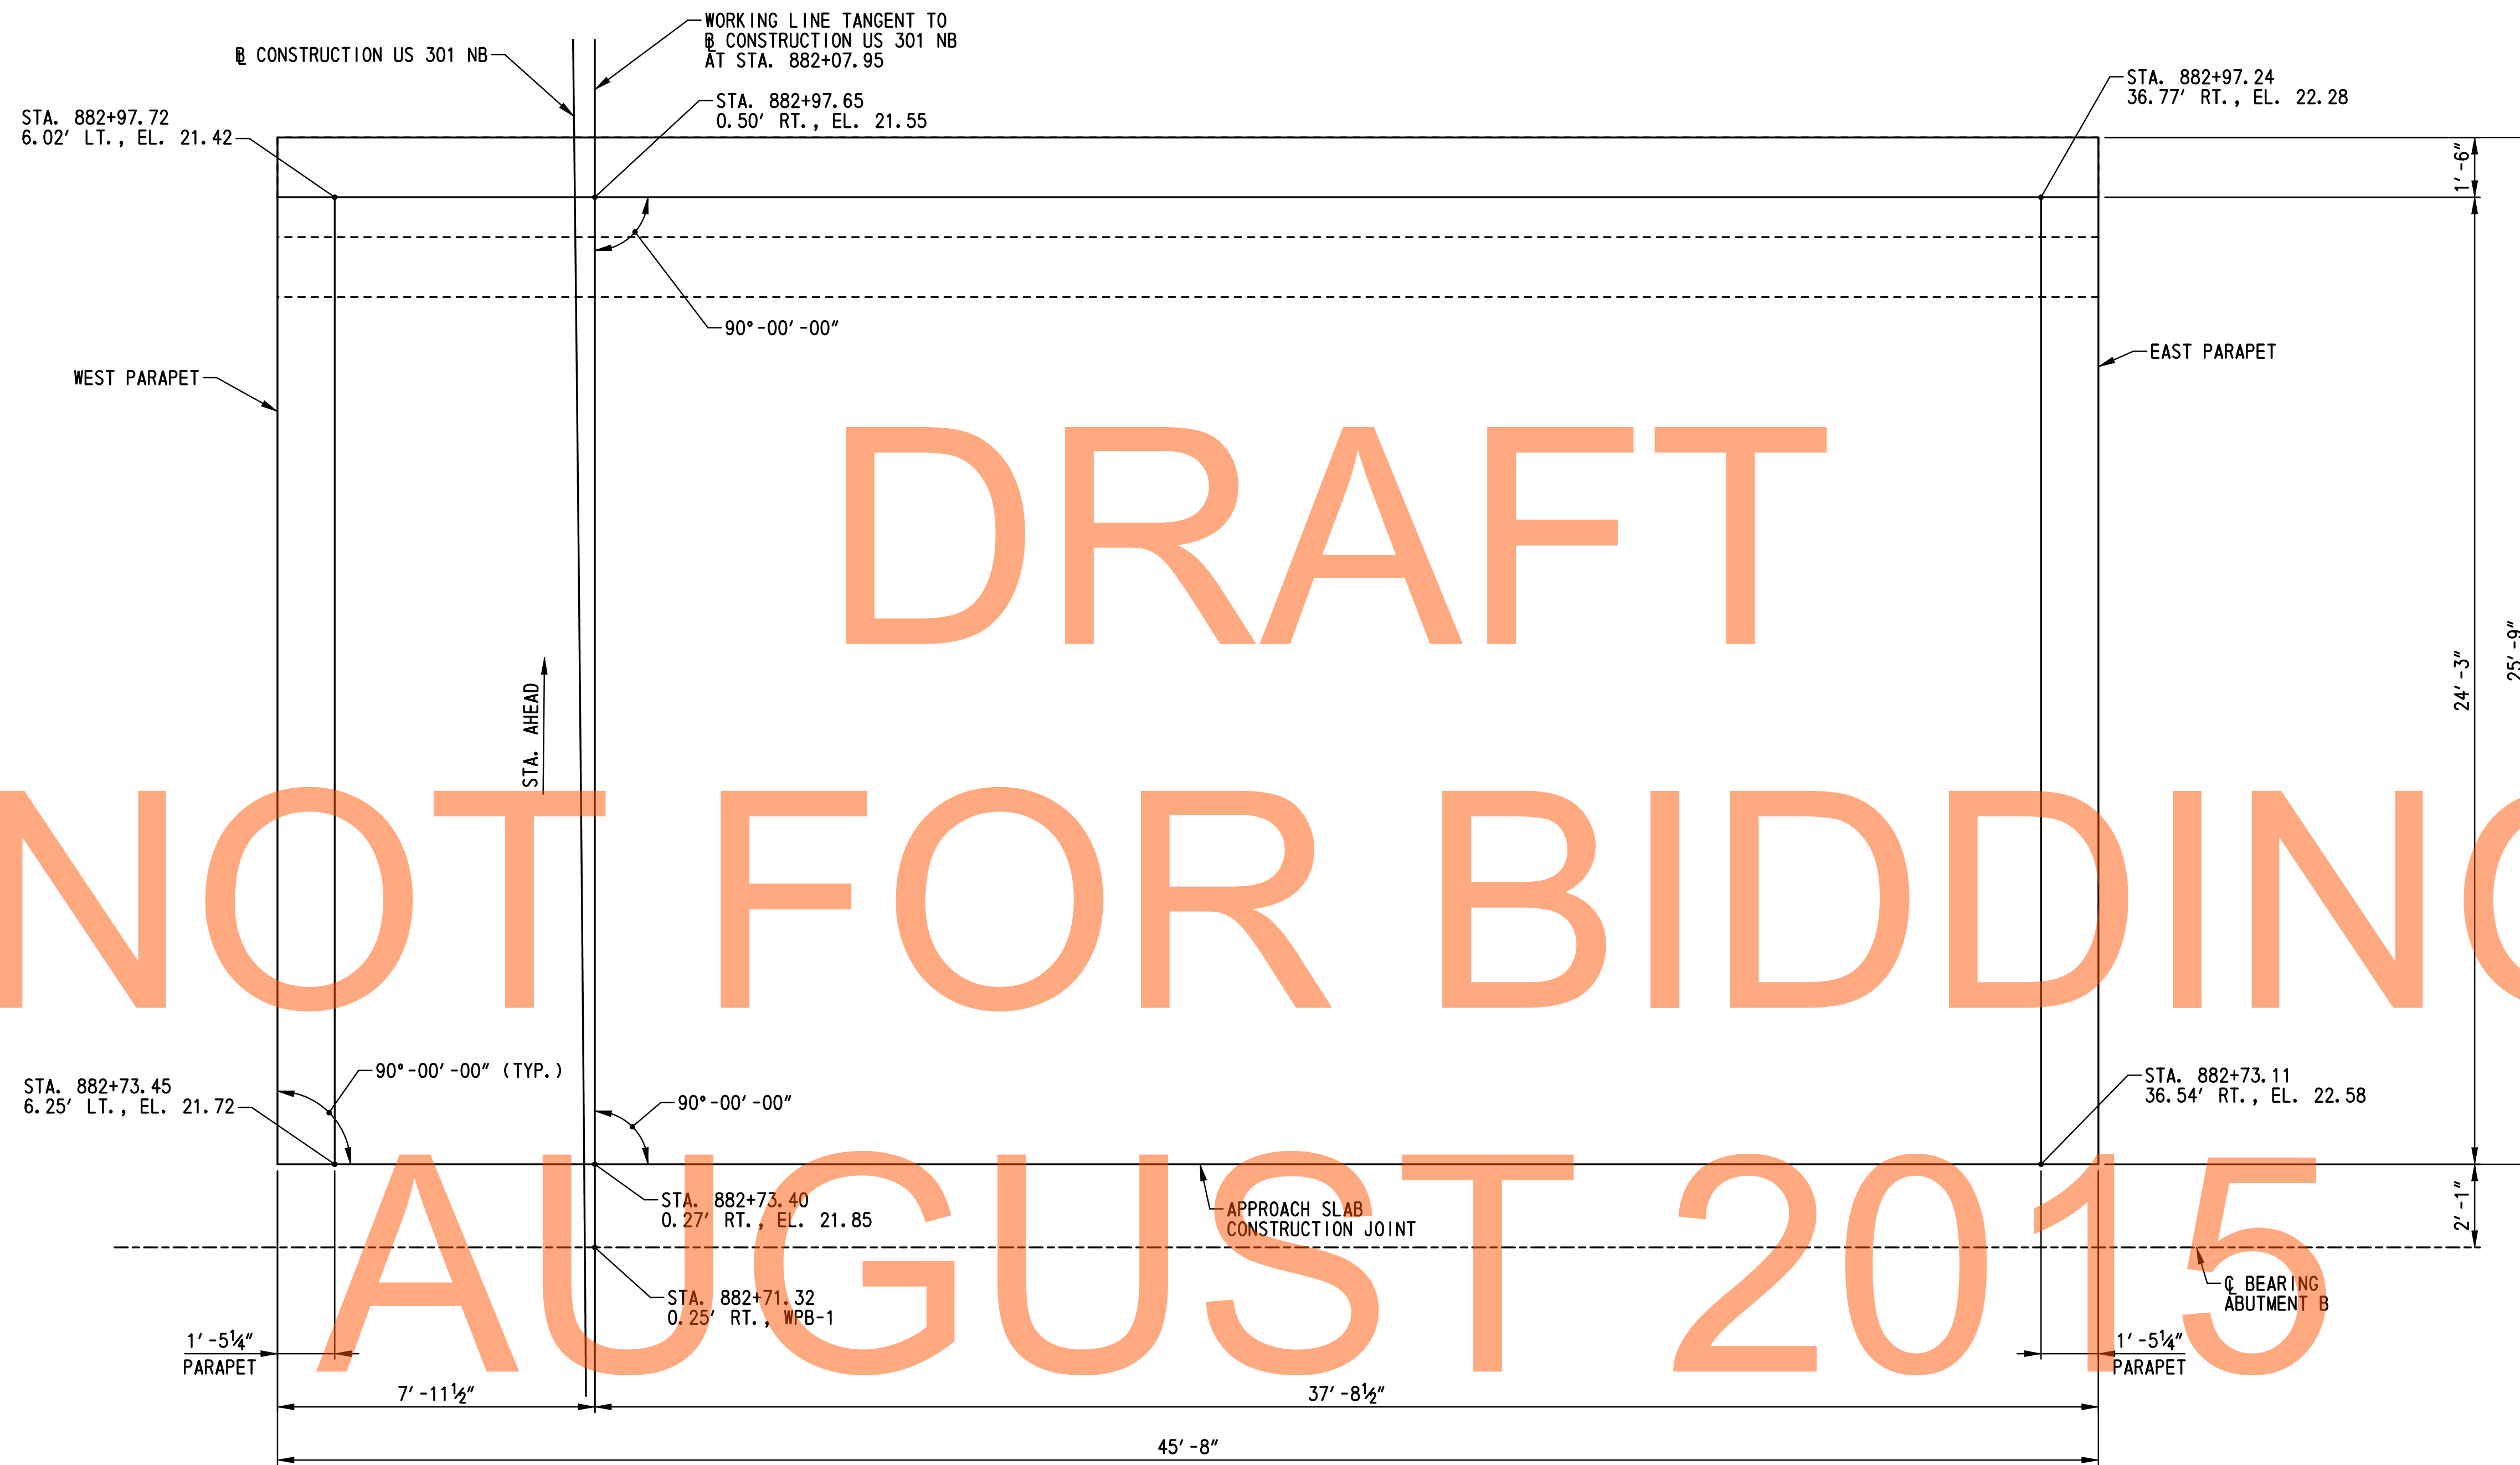 WORKING LINE TANGENT TO
℄ CONSTRUCTION US 301 NB
AT STA. 882+07.95
B CONSTRUCTION US 301 NB
STA. 882+97.24
36.77' RT., EL. 22.28
STA. 882+97.65
0.50' RT., EL. 21.55
STA. 882+97.72
6.02' LT., EL. 21.42
1'-6"
90°-00'-00"
EAST PARAPET
WEST PARAPET
DRAFT
24'-3"
25'-9"
STA. AHEAD
NOT FOR BIDDING
90°-00'-00" (TYP.)
STA. 882+73.45
6.25' LT., EL. 21.72
90°-00'-00"
STA. 882+73.11
36.54' RT., EL. 22.58
AUGUST 2015
STA. 882+73.40
0.27' RT., EL. 21.85
APPROACH SLAB
CONSTRUCTION JOINT
2'-1"
STA. 882+71.32
0.25' RT., WPB-1
℄ BEARING
ABUTMENT B
1'-5¼"
PARAPET
1'-5¼"
PARAPET
7'-11½"
37'-8½"
45'-8"